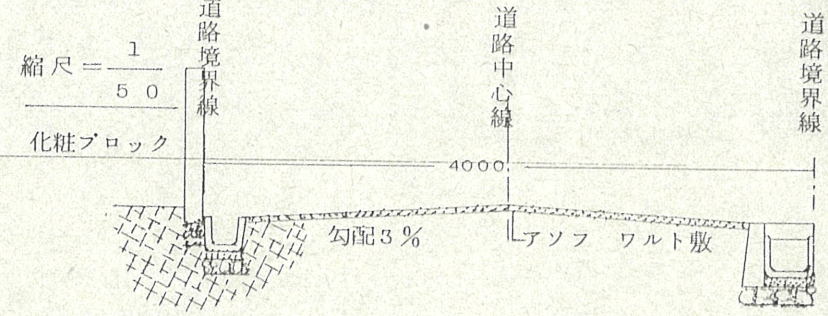 縮尺=1/50
化粧ブロック
道路境界線
道路中心線
道路境界線
4000
勾配3%
アソフ ワルト敷